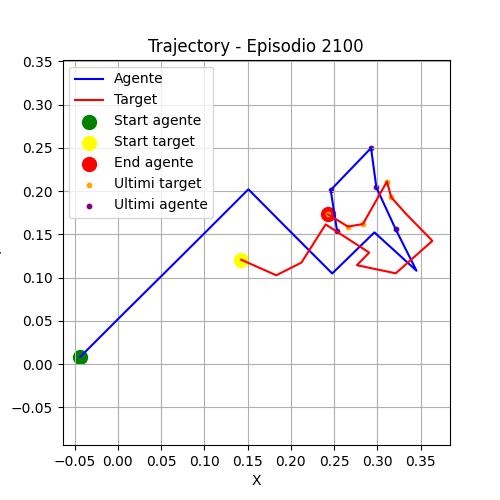 Trajectory - Episodio 2100
Agente
Target
Start agente
Start target
End agente
Ultimi target
Ultimi agente
0.35
0.30
0.25
0.20
0.15
0.10
0.05
0.00
−0.05
−0.05 0.00 0.05 0.10 0.15 0.20 0.25 0.30 0.35
X